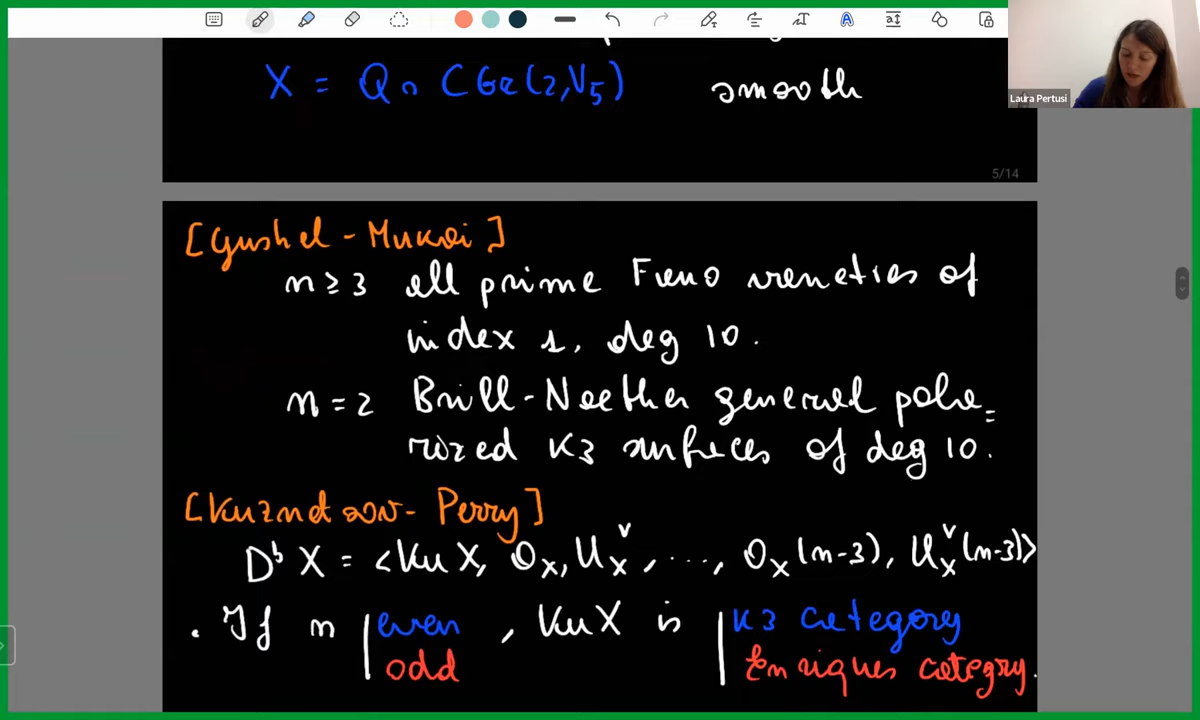 X = Q ∩ CGr(2,V₅) smooth
Laura Pertusi
5/14
[Gushel - Mukai]
n ≥ 3 all prime Fano varieties of
index 1, deg 10.
n = 2 Brill - Noether general pola=
rized K3 surfaces of deg 10.
[Kuznetsov - Perry]
Dᵇ X = <Ku X, O_X, U_X^∨, ..., O_X(n-3), U_X^∨(n-3)>
. If n | even , Ku X is | K3 category
odd Enriques category.